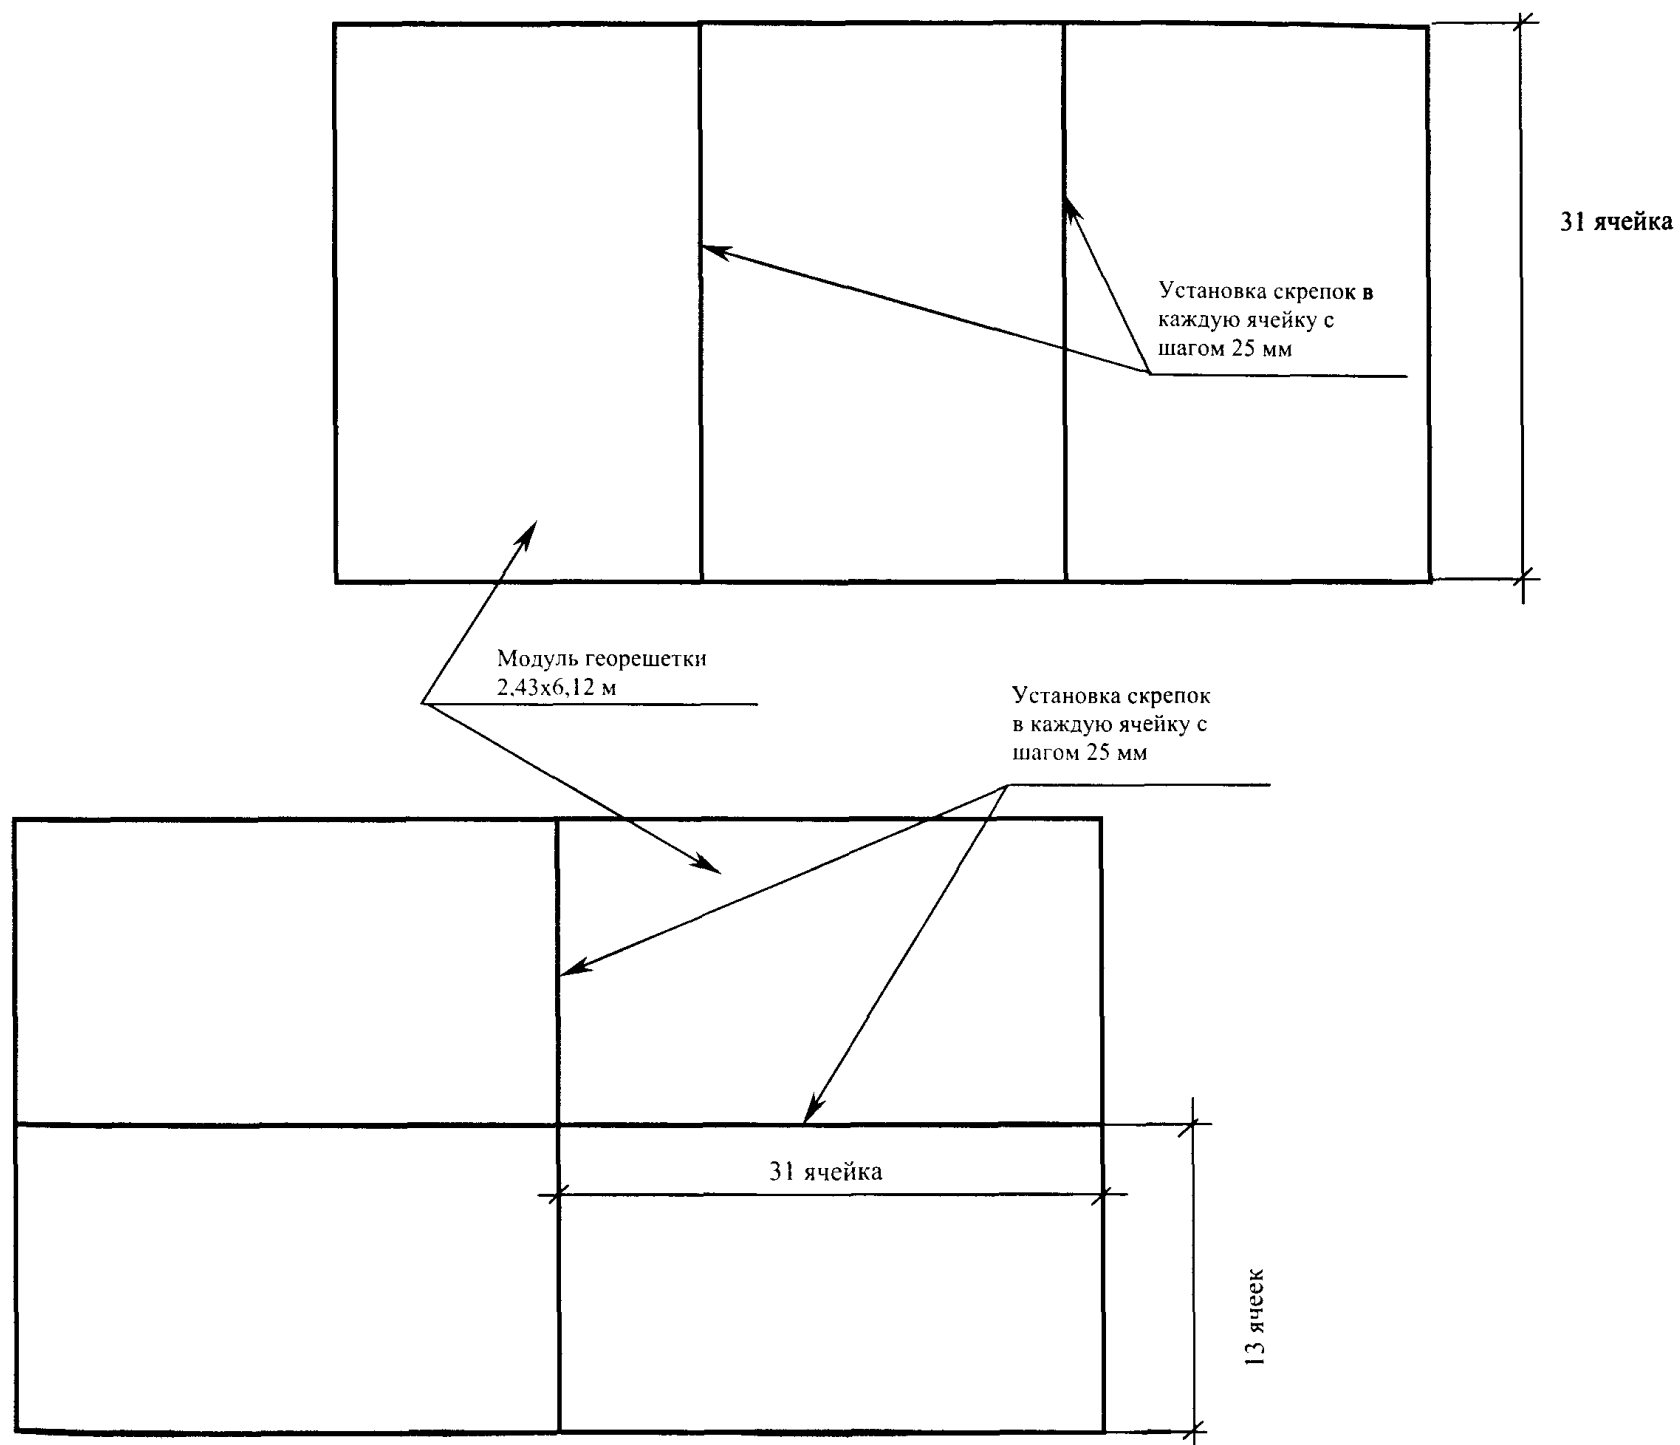 31 ячейка
Установка скрепок в
каждую ячейку с
шагом 25 мм
Модуль георешетки
2,43х6,12 м
Установка скрепок
в каждую ячейку с
шагом 25 мм
31 ячейка
13 ячеек